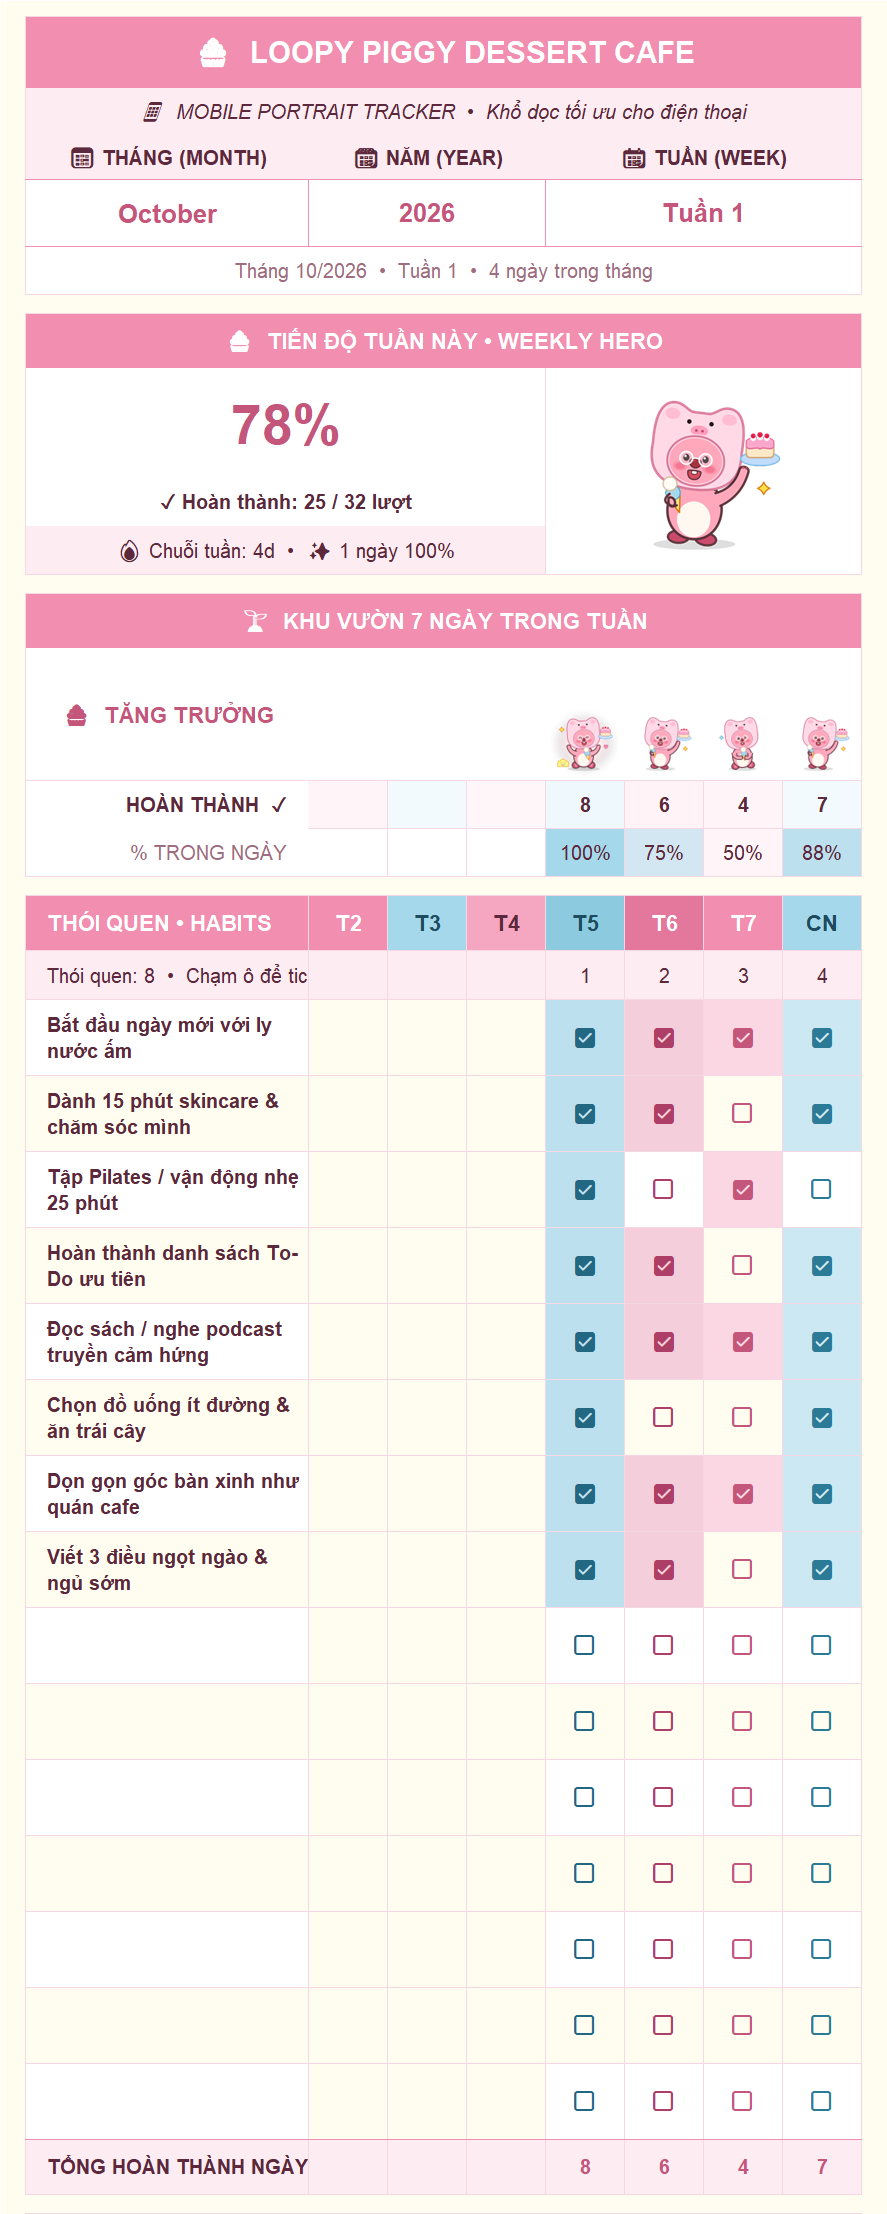 LOOPY PIGGY DESSERT CAFE
MOBILE PORTRAIT TRACKER • Khổ dọc tối ưu cho điện thoại
THÁNG (MONTH) NĂM (YEAR) TUẦN (WEEK)
October 2026 Tuần 1
Tháng 10/2026 • Tuần 1 • 4 ngày trong tháng
TIẾN ĐỘ TUẦN NÀY • WEEKLY HERO
78%
✓ Hoàn thành: 25 / 32 lượt
Chuỗi tuần: 4d • 1 ngày 100%
KHU VƯỜN 7 NGÀY TRONG TUẦN
TĂNG TRƯỞNG
HOÀN THÀNH ✓ 8 6 4 7
% TRONG NGÀY 100% 75% 50% 88%
THÓI QUEN • HABITS T2 T3 T4 T5 T6 T7 CN
Thói quen: 8 • Chạm ô để tic 1 2 3 4
Bắt đầu ngày mới với ly
nước ấm
Dành 15 phút skincare &
chăm sóc mình
Tập Pilates / vận động nhẹ
25 phút
Hoàn thành danh sách To-
Do ưu tiên
Đọc sách / nghe podcast
truyền cảm hứng
Chọn đồ uống ít đường &
ăn trái cây
Dọn gọn góc bàn xinh như
quán cafe
Viết 3 điều ngọt ngào &
ngủ sớm
TỔNG HOÀN THÀNH NGÀY 8 6 4 7